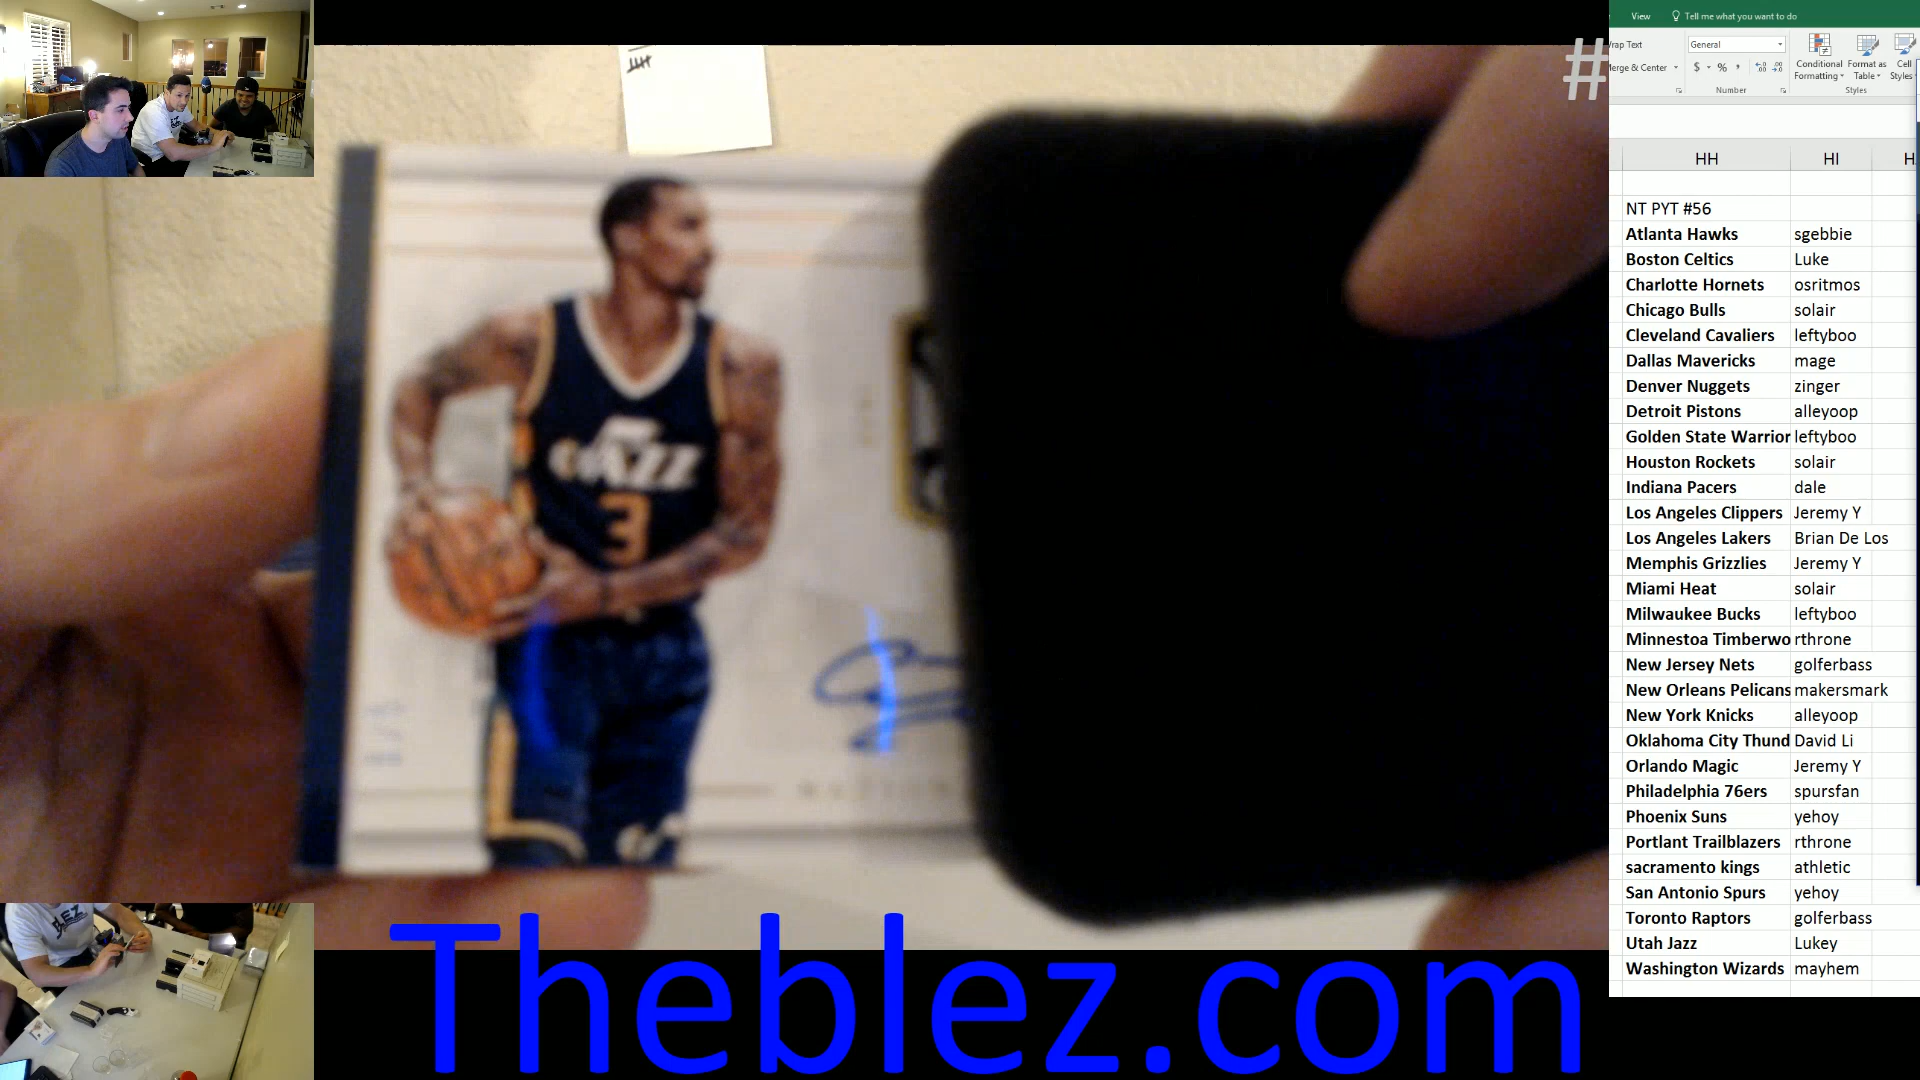 View Tell me what you want to do
rap Text General
erge & Center $ % , Conditional Formatting Format as Table Cell Styles
Number Styles
#
HH HI H
NT PYT #56
Atlanta Hawks sgebbie
Boston Celtics Luke
Charlotte Hornets osritmos
Chicago Bulls solair
Cleveland Cavaliers leftyboo
Dallas Mavericks mage
Denver Nuggets zinger
Detroit Pistons alleyoop
Golden State Warrior leftyboo
Houston Rockets solair
Indiana Pacers dale
Los Angeles Clippers Jeremy Y
Los Angeles Lakers Brian De Los
Memphis Grizzlies Jeremy Y
Miami Heat solair
Milwaukee Bucks leftyboo
Minnestoa Timberwo rthrone
New Jersey Nets golferbass
New Orleans Pelicans makersmark
New York Knicks alleyoop
Oklahoma City Thund David Li
Orlando Magic Jeremy Y
Philadelphia 76ers spursfan
Phoenix Suns yehoy
Portlant Trailblazers rthrone
sacramento kings athletic
San Antonio Spurs yehoy
Toronto Raptors golferbass
Utah Jazz Lukey
Washington Wizards mayhem
JAZZ
3
Theblez.com